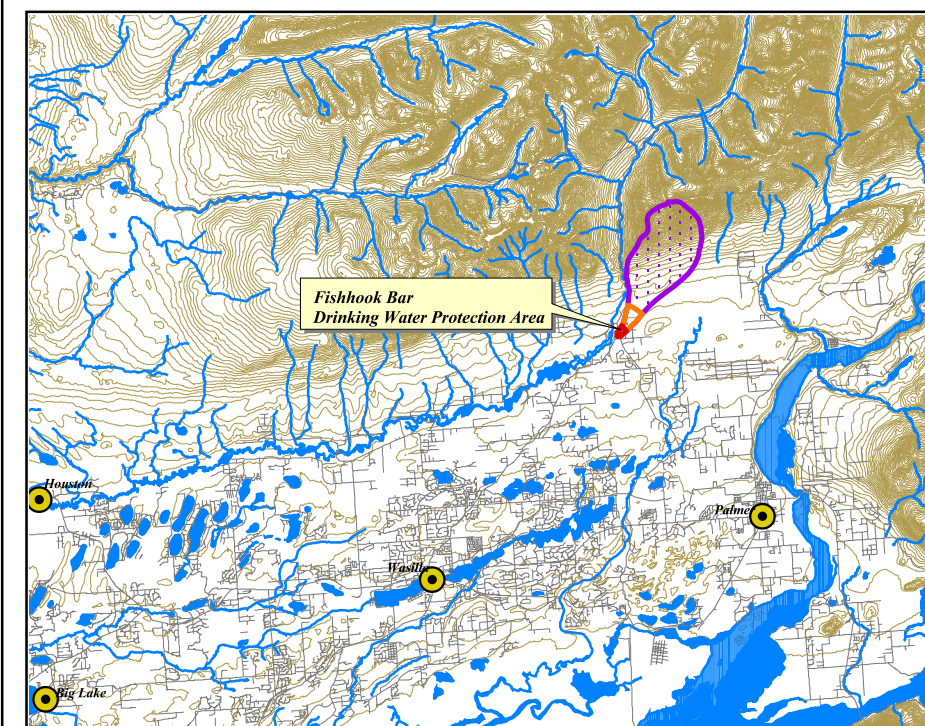 Fishhook Bar
Drinking Water Protection Area
Houston
Palmer
Wasilla
Big Lake